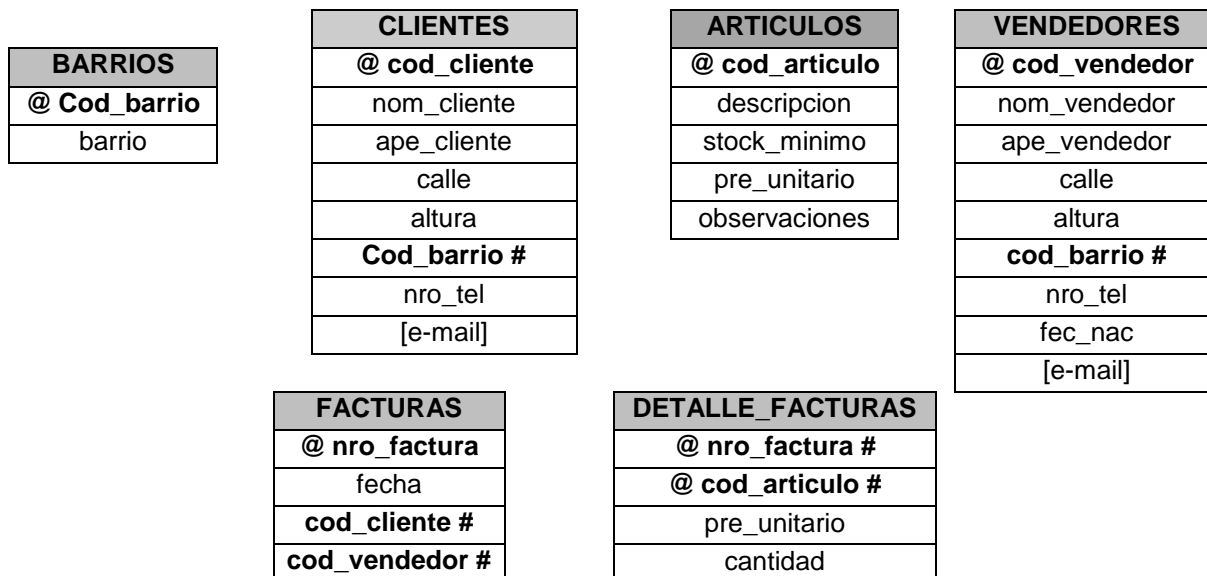 BARRIOS
@ Cod_barrio
barrio
CLIENTES
@ cod_cliente
nom_cliente
ape_cliente
calle
altura
Cod_barrio #
nro_tel
[e-mail]
ARTICULOS
@ cod_articulo
descripcion
stock_minimo
pre_unitario
observaciones
VENDEDORES
@ cod_vendedor
nom_vendedor
ape_vendedor
calle
altura
cod_barrio #
nro_tel
fec_nac
[e-mail]
FACTURAS
@ nro_factura
fecha
cod_cliente #
cod_vendedor #
DETALLE_FACTURAS
@ nro_factura #
@ cod_articulo #
pre_unitario
cantidad